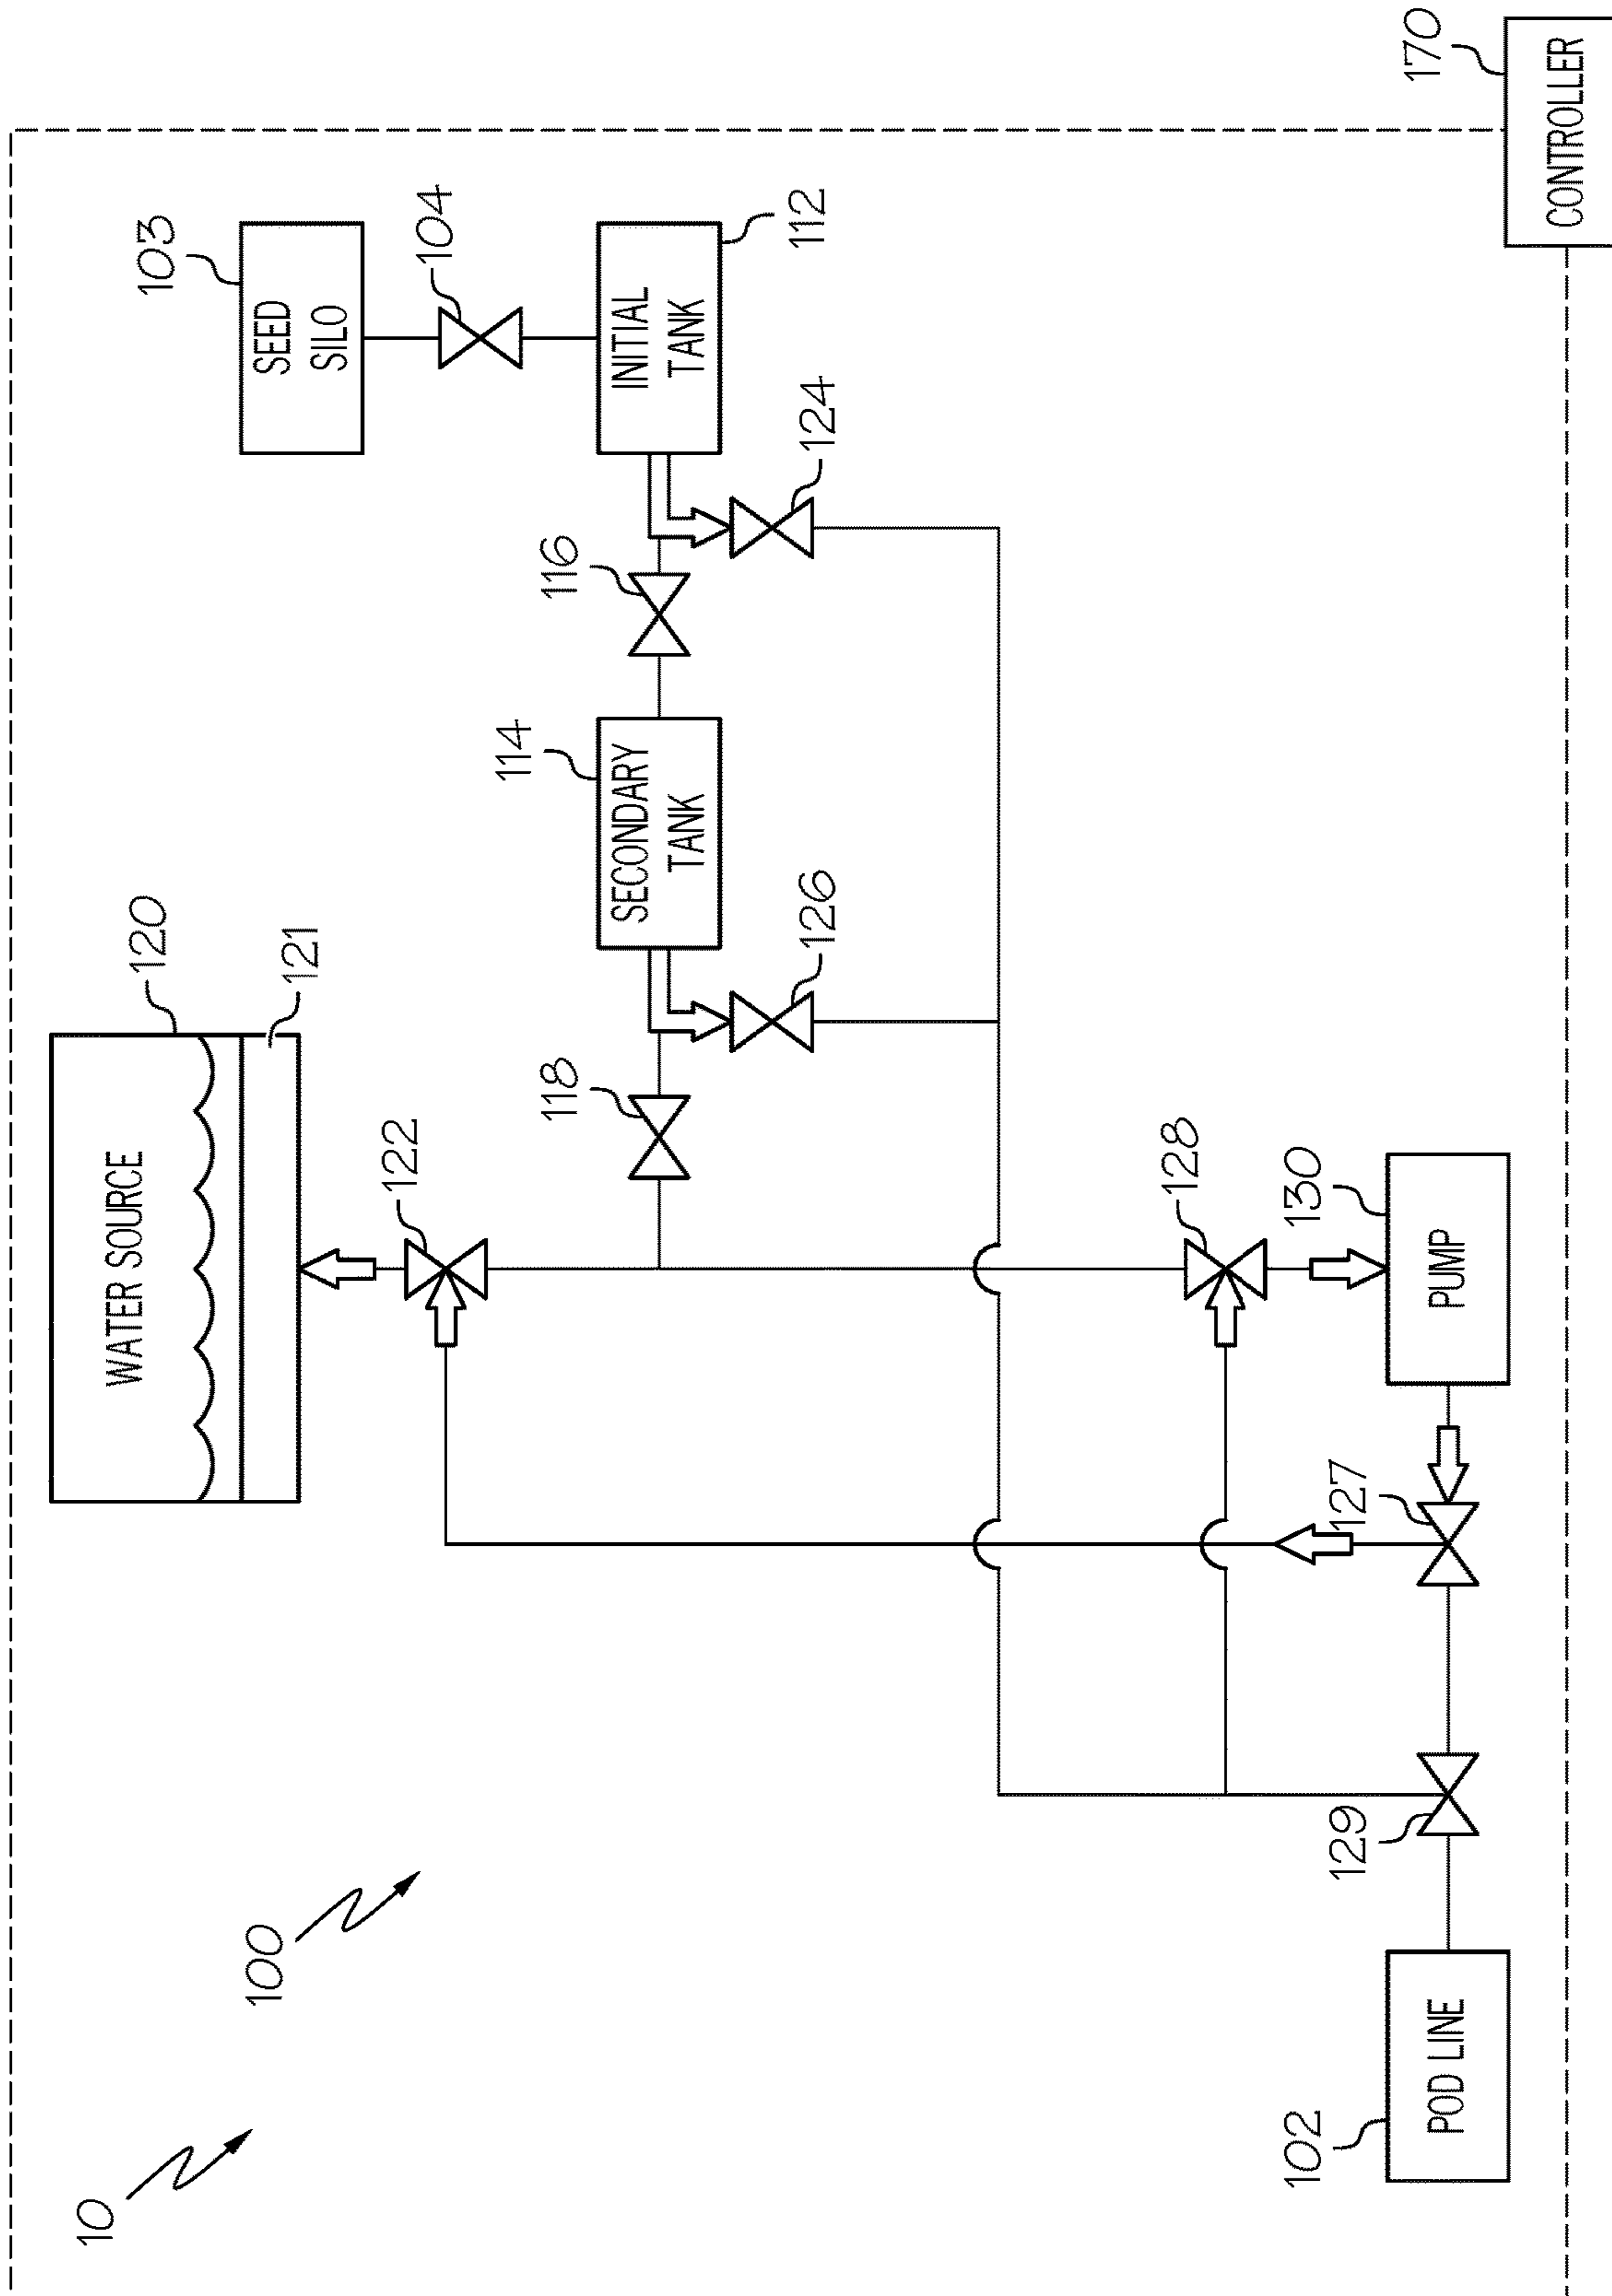 10
100
WATER SOURCE
120
121
122
118
114
SECONDARY
TANK
126
116
103
SEED
SILO
104
INITIAL
TANK
112
124
128
130
PUMP
127
129
102
POD LINE
170
CONTROLLER